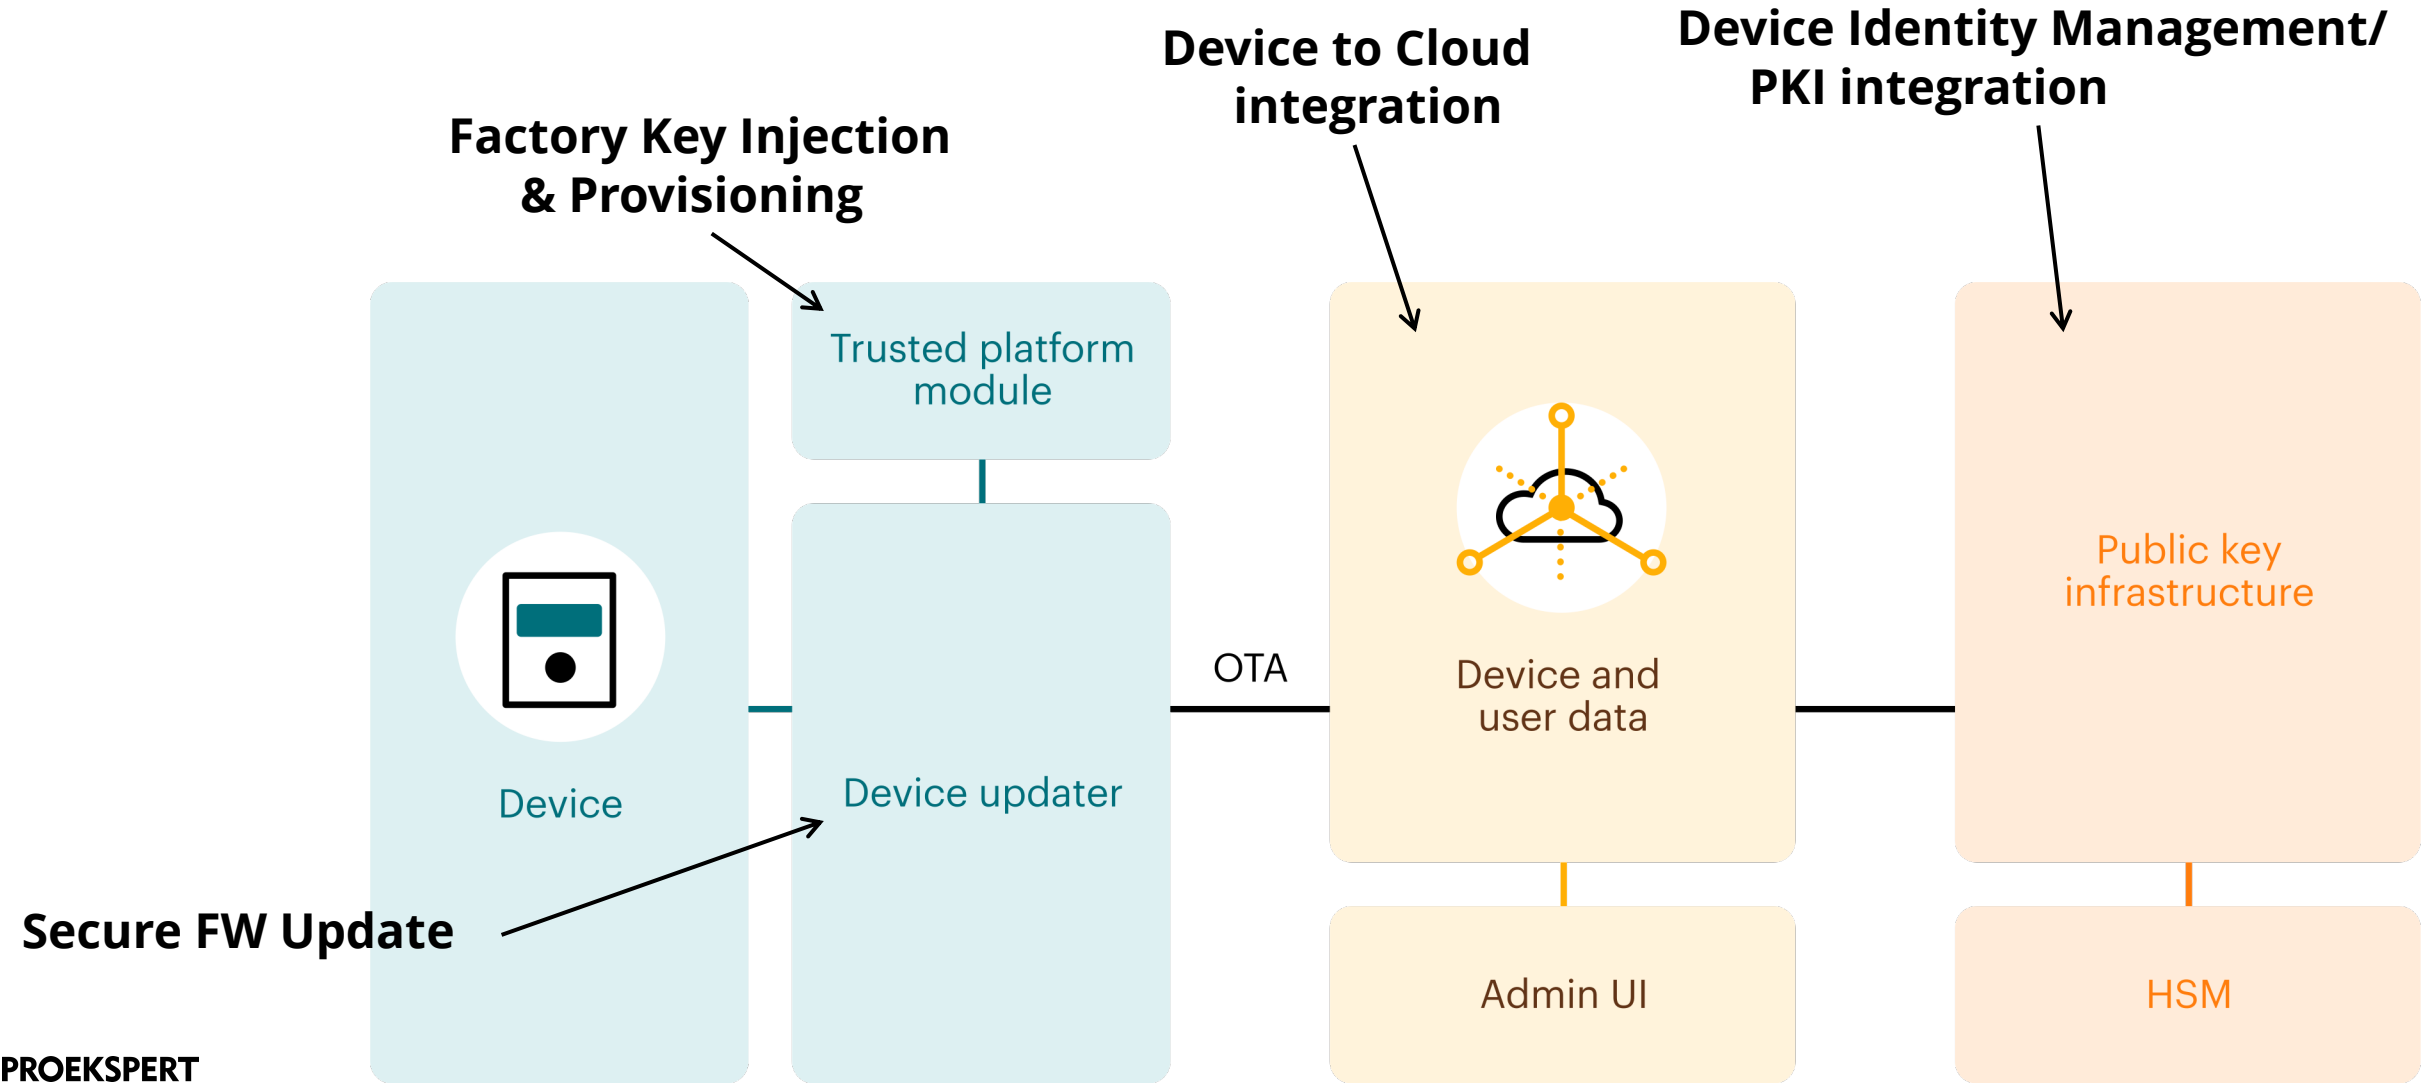 Device Identity Management/
PKI integration
Device to Cloud
integration
Factory Key Injection
& Provisioning
Trusted platform
module
Public key
infrastructure
OTA
Device and
user data
Device updater
Device
Secure FW Update
Admin UI
HSM
PROEKSPERT